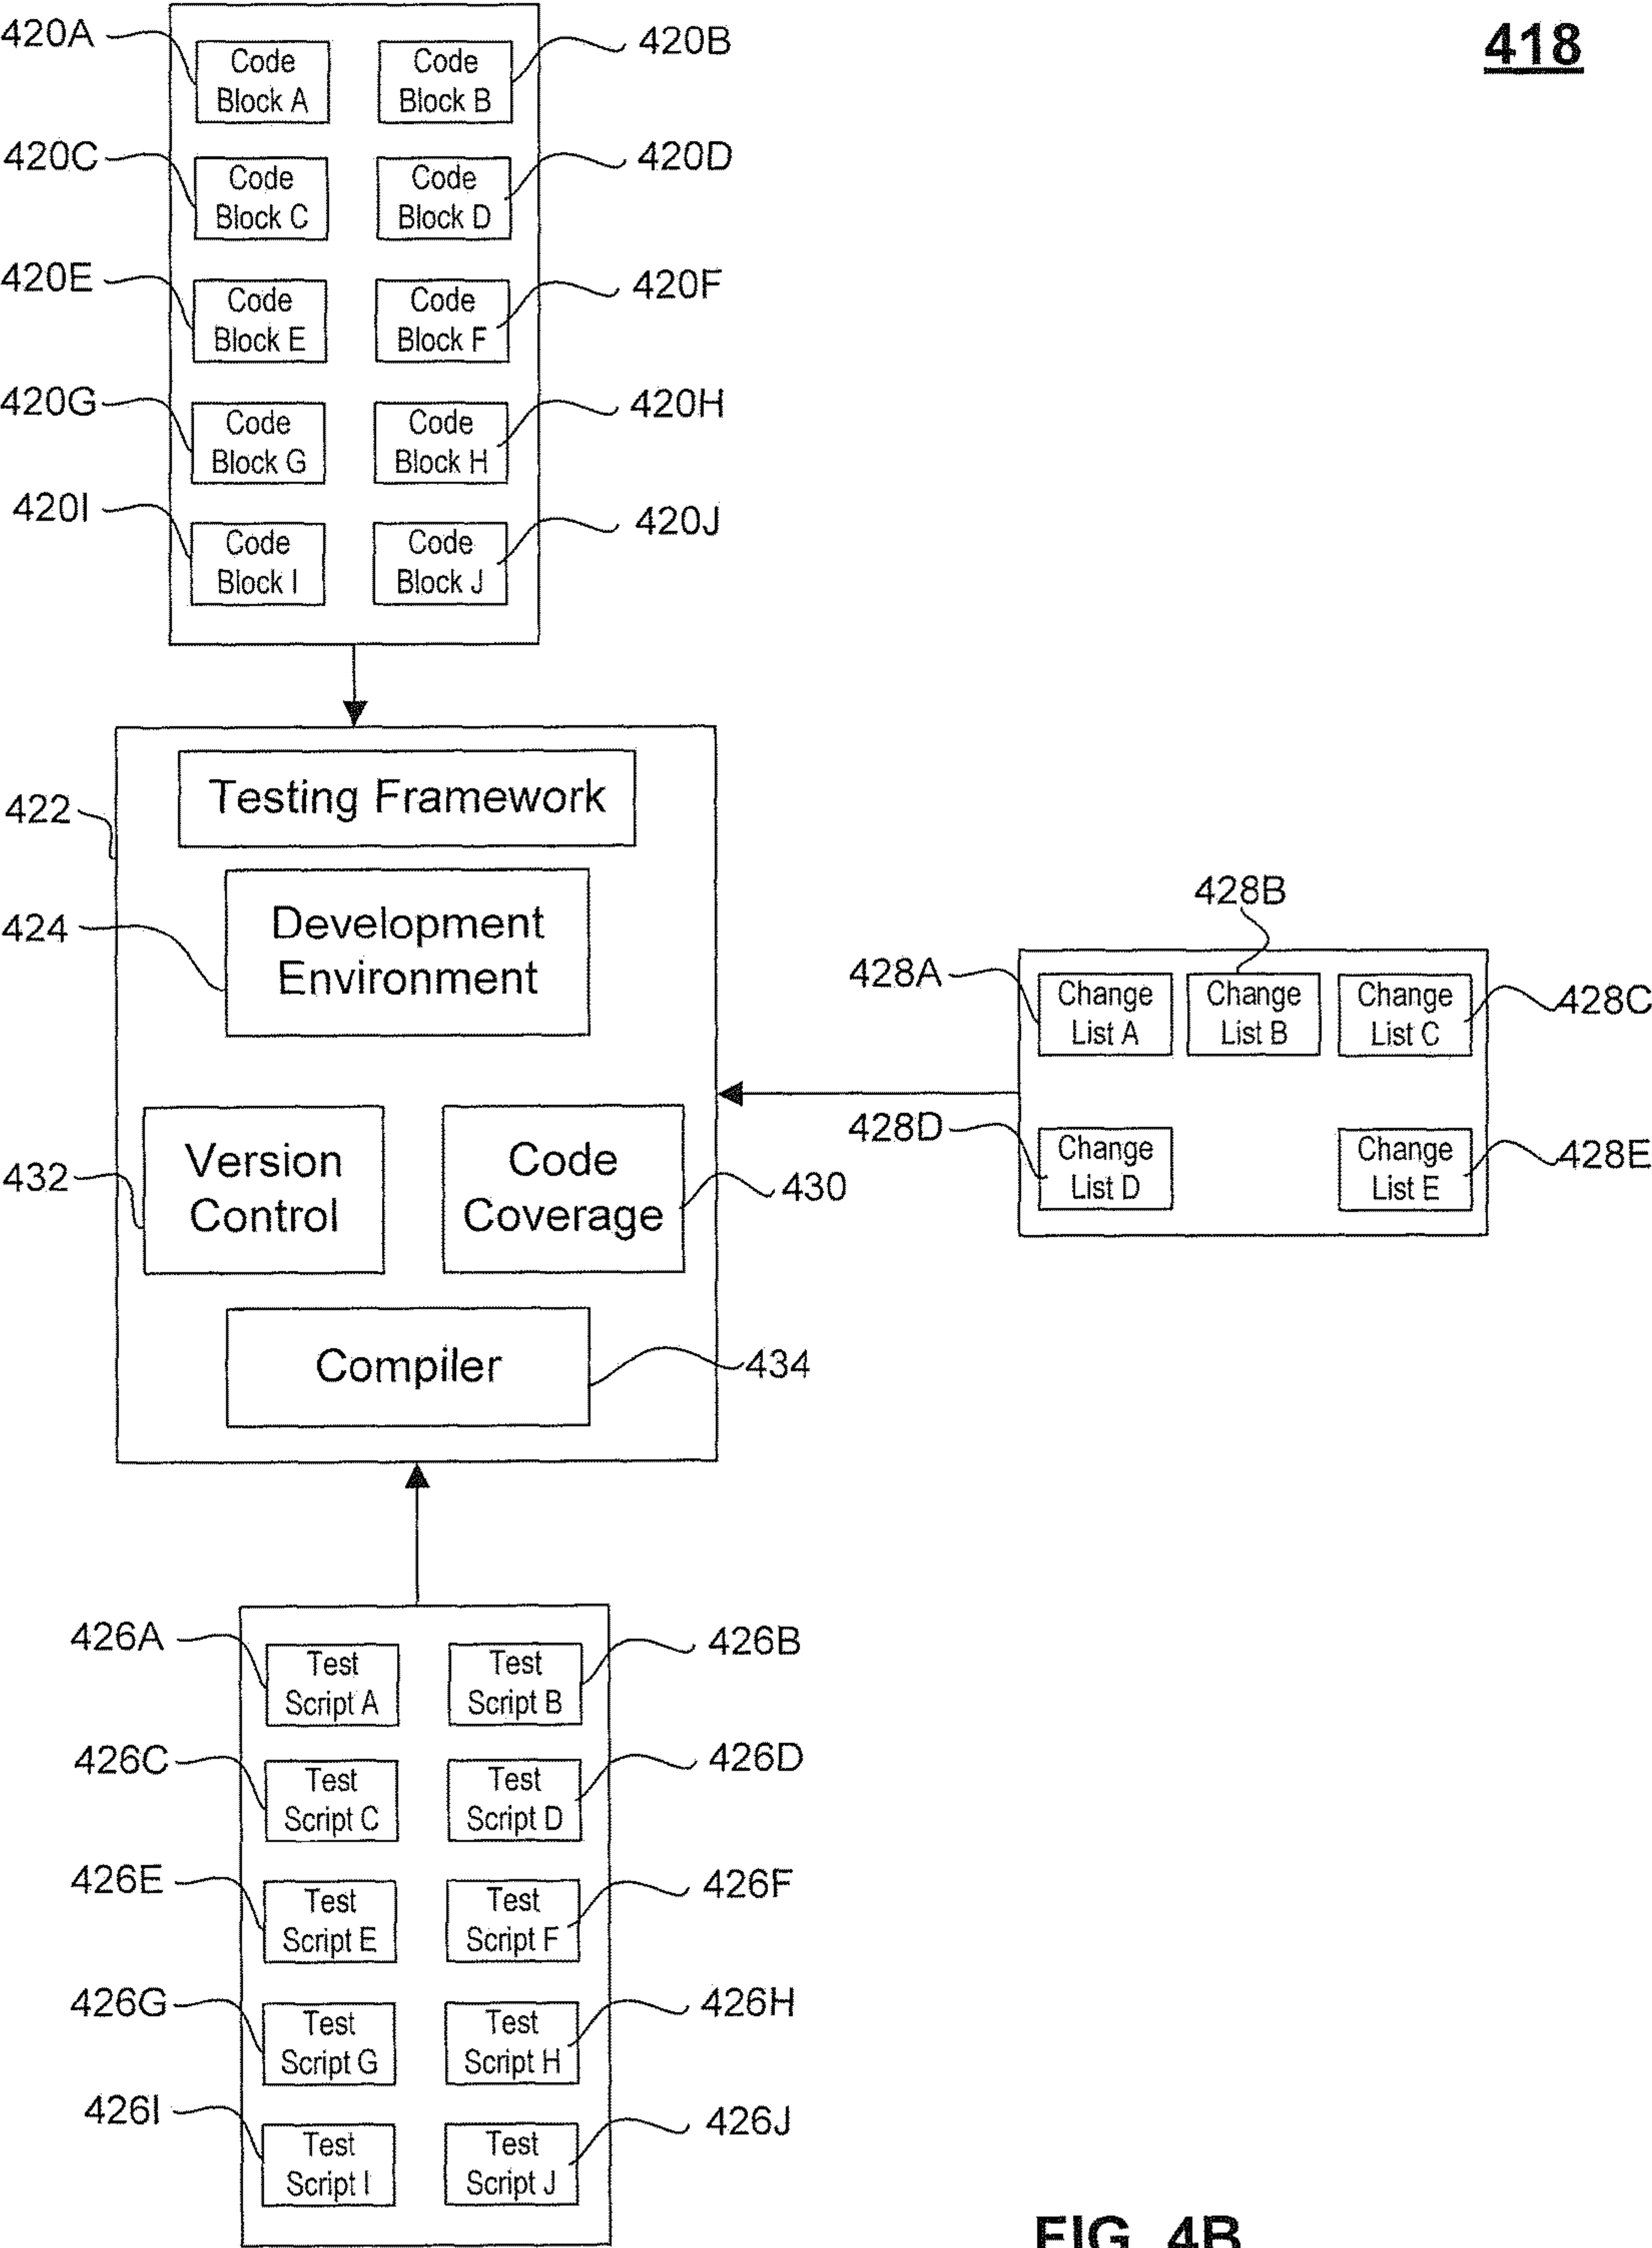 418
420A
Code
Block A
Code
Block B
420B
420C
Code
Block C
Code
Block D
420D
420E
Code
Block E
Code
Block F
420F
420G
Code
Block G
Code
Block H
420H
420I
Code
Block I
Code
Block J
420J
422
Testing Framework
424
Development
Environment
432
Version
Control
Code
Coverage
430
Compiler
434
428A
428B
428C
Change
List A
Change
List B
Change
List C
428D
Change
List D
Change
List E
428E
426A
Test
Script A
Test
Script B
426B
426C
Test
Script C
Test
Script D
426D
426E
Test
Script E
Test
Script F
426F
426G
Test
Script G
Test
Script H
426H
426I
Test
Script I
Test
Script J
426J
FIG. 4B